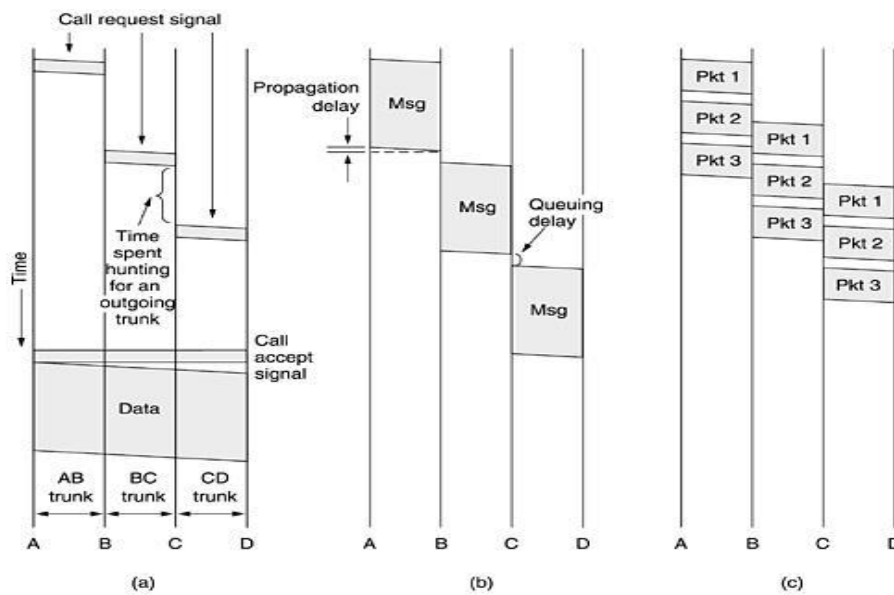 Call request signal
Time
Time
spent
hunting
for an
outgoing
trunk
Call
accept
signal
Data
AB
trunk
BC
trunk
CD
trunk
A
B
C
D
(a)
Propagation
delay
Msg
Msg
Queuing
delay
Msg
A
B
C
D
(b)
Pkt 1
Pkt 2
Pkt 3
Pkt 1
Pkt 2
Pkt 3
Pkt 1
Pkt 2
Pkt 3
A
B
C
D
(c)